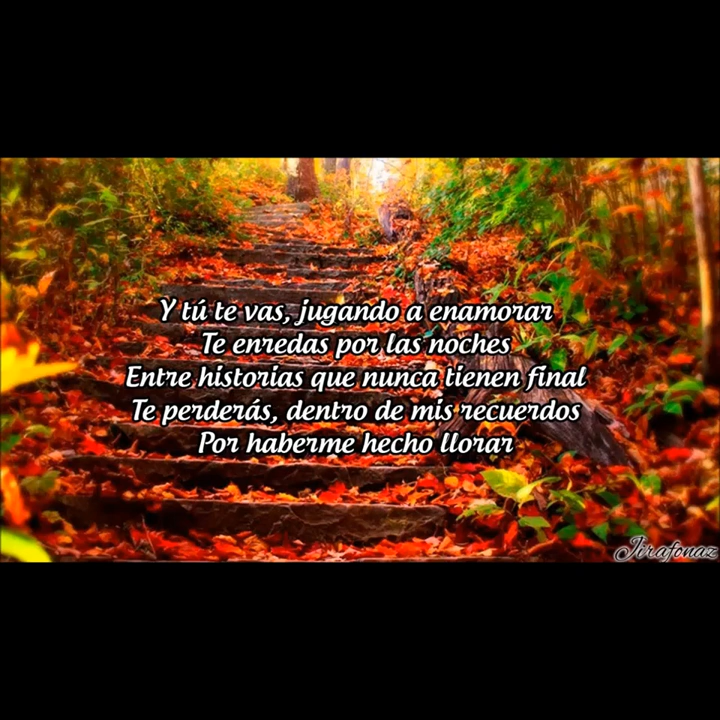 Y tú te vas, jugando a enamorar
Te enredas por las noches
Entre historias que nunca tienen final
Te perderás, dentro de mis recuerdos
Por haberme hecho llorar
Jirafonaz